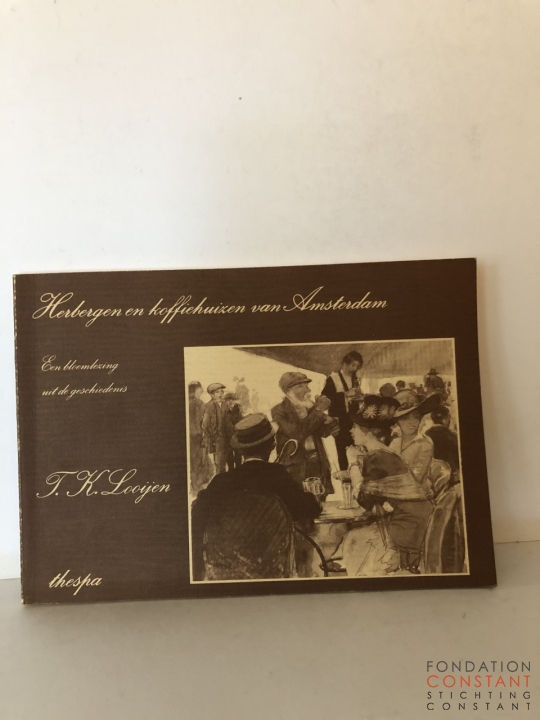 Herbergen en koffiehuizen van Amsterdam
Een bloemlezing
uit de geschiedenis
T. K. Looijen
thespa
FONDATION
CONSTANT
STICHTING
CONSTANT